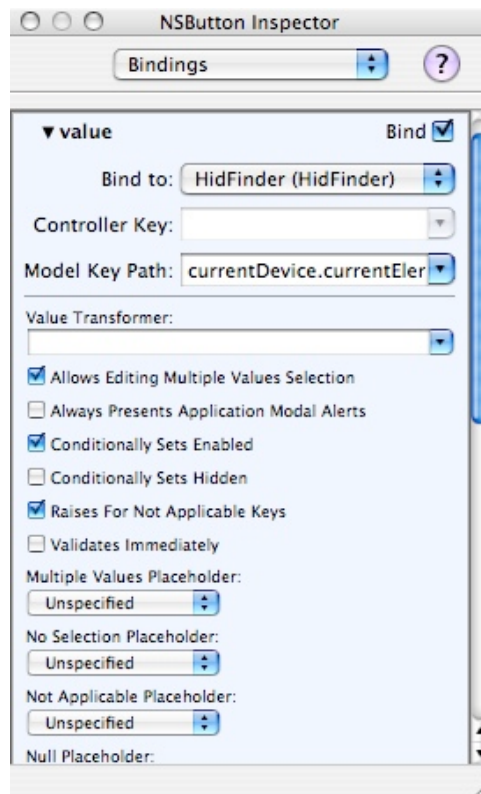 NSButton Inspector
Bindings
?
▼ value Bind
Bind to: HidFinder (HidFinder)
Controller Key:
Model Key Path: currentDevice.currentEler
Value Transformer:
Allows Editing Multiple Values Selection
Always Presents Application Modal Alerts
Conditionally Sets Enabled
Conditionally Sets Hidden
Raises For Not Applicable Keys
Validates Immediately
Multiple Values Placeholder:
Unspecified
No Selection Placeholder:
Unspecified
Not Applicable Placeholder:
Unspecified
Null Placeholder: